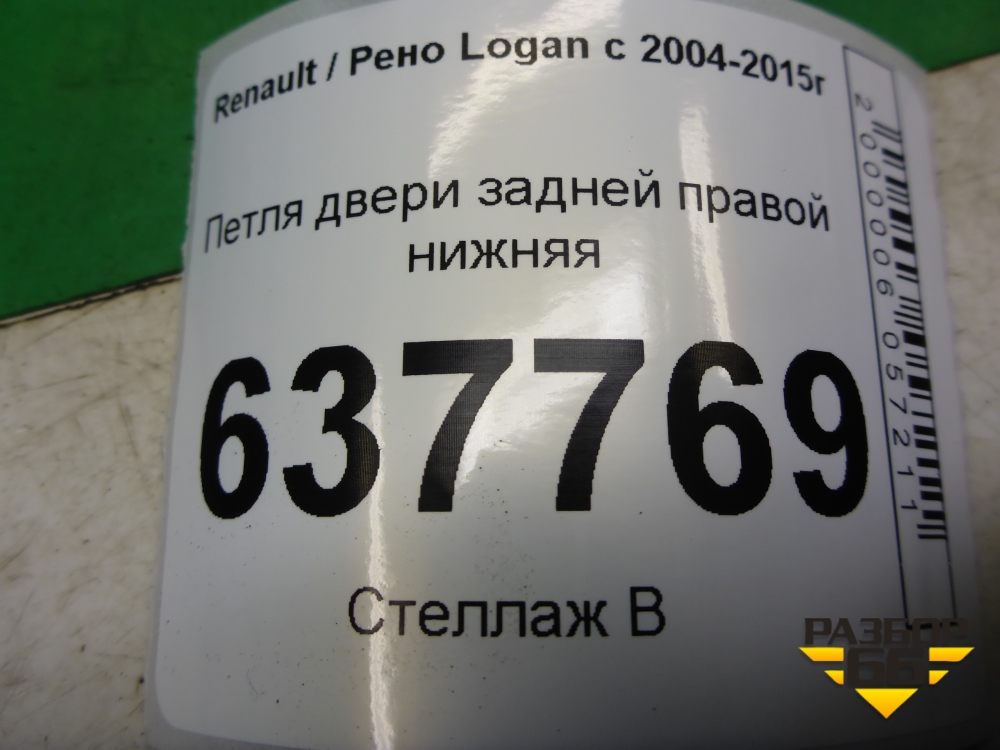 Renault / Рено Logan с 2004-2015г
Петля двери задней правой
нижняя
637769
Стеллаж В
2000006057211
РАЗБОР
66